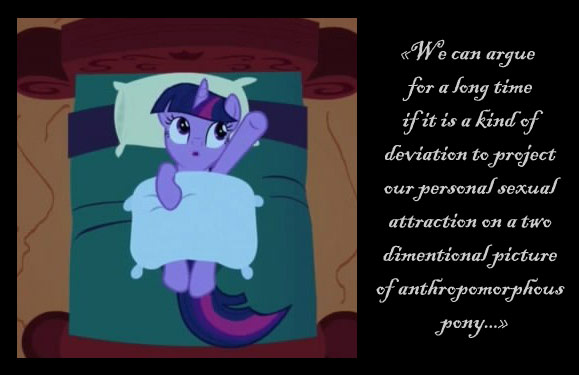 «We can argue
for a long time
if it is a kind of
deviation to project
our personal sexual
attraction on a two
dimentional picture
of anthropomorphous
pony...»